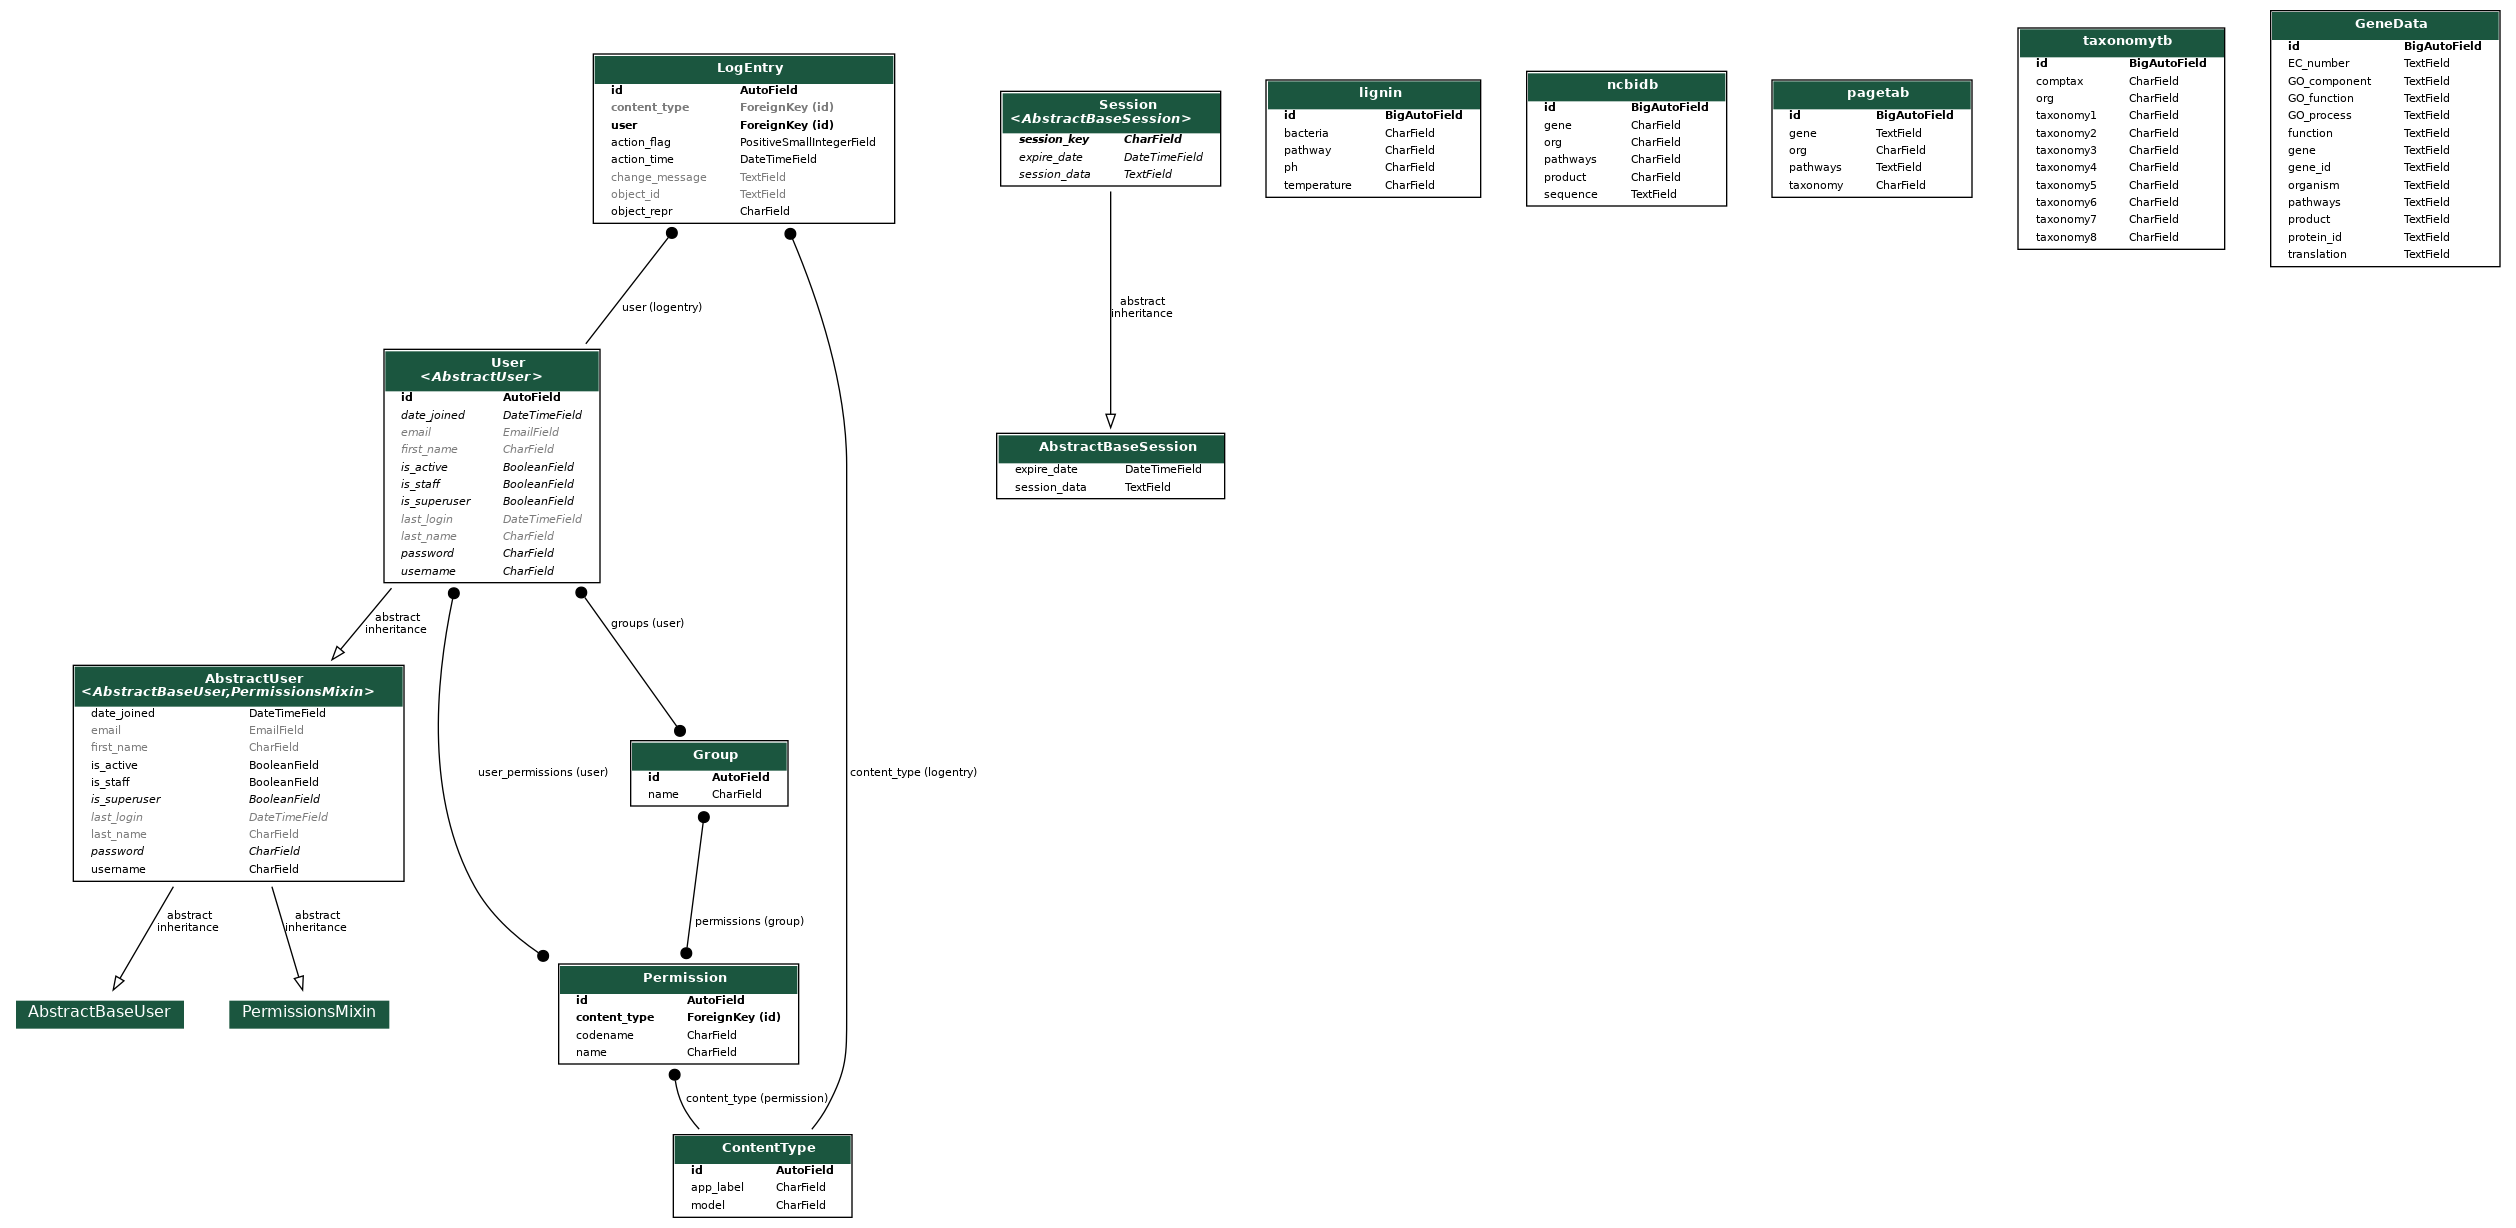 LogEntry
id AutoField
content_type ForeignKey (id)
user ForeignKey (id)
action_flag PositiveSmallIntegerField
action_time DateTimeField
change_message TextField
object_id TextField
object_repr CharField
Session
<AbstractBaseSession>
session_key CharField
expire_date DateTimeField
session_data TextField
lignin
id BigAutoField
bacteria CharField
pathway CharField
ph CharField
temperature CharField
ncbidb
id BigAutoField
gene CharField
org CharField
pathways CharField
product CharField
sequence TextField
pagetab
id BigAutoField
gene TextField
org CharField
pathways TextField
taxonomy CharField
taxonomytb
id BigAutoField
comptax CharField
org CharField
taxonomy1 CharField
taxonomy2 CharField
taxonomy3 CharField
taxonomy4 CharField
taxonomy5 CharField
taxonomy6 CharField
taxonomy7 CharField
taxonomy8 CharField
GeneData
id BigAutoField
EC_number TextField
GO_component TextField
GO_function TextField
GO_process TextField
function TextField
gene TextField
gene_id TextField
organism TextField
pathways TextField
product TextField
protein_id TextField
translation TextField
user (logentry)
abstract
inheritance
User
<AbstractUser>
id AutoField
date_joined DateTimeField
email EmailField
first_name CharField
is_active BooleanField
is_staff BooleanField
is_superuser BooleanField
last_login DateTimeField
last_name CharField
password CharField
username CharField
AbstractBaseSession
expire_date DateTimeField
session_data TextField
abstract
inheritance
groups (user)
AbstractUser
<AbstractBaseUser,PermissionsMixin>
date_joined DateTimeField
email EmailField
first_name CharField
is_active BooleanField
is_staff BooleanField
is_superuser BooleanField
last_login DateTimeField
last_name CharField
password CharField
username CharField
user_permissions (user)
Group
id AutoField
name CharField
content_type (logentry)
abstract
inheritance
abstract
inheritance
permissions (group)
AbstractBaseUser
PermissionsMixin
Permission
id AutoField
content_type ForeignKey (id)
codename CharField
name CharField
content_type (permission)
ContentType
id AutoField
app_label CharField
model CharField